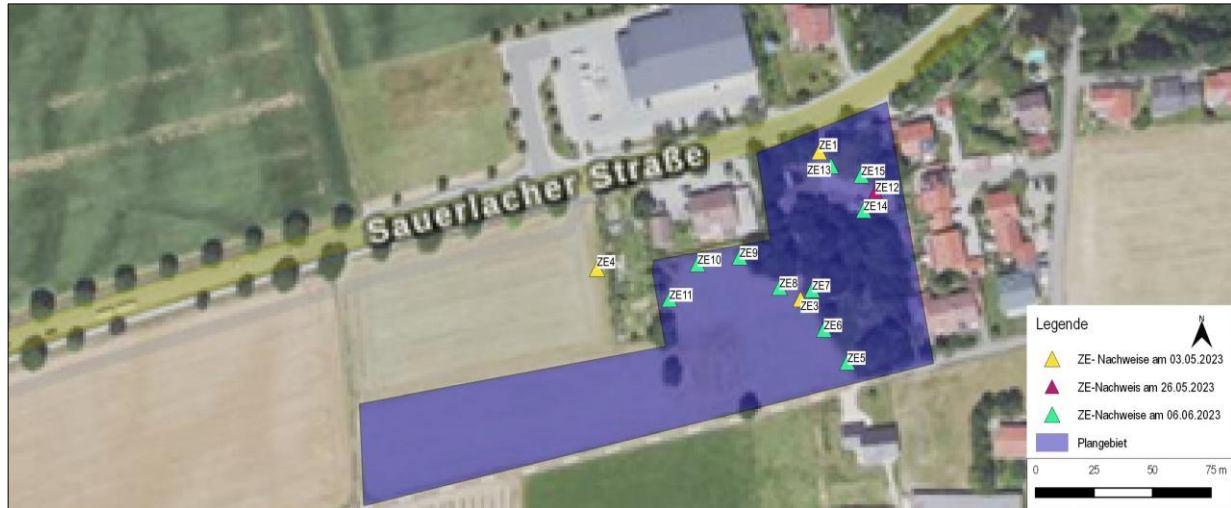 Sauerlacher Straße
ZE1
ZE13
ZE15
ZE12
ZE14
ZE4
ZE10
ZE9
ZE11
ZE8
ZE7
ZE3
ZE6
ZE5
Legende
N
ZE- Nachweise am 03.05.2023
ZE-Nachweis am 26.05.2023
ZE-Nachweise am 06.06.2023
Plangebiet
0 25 50 75 m